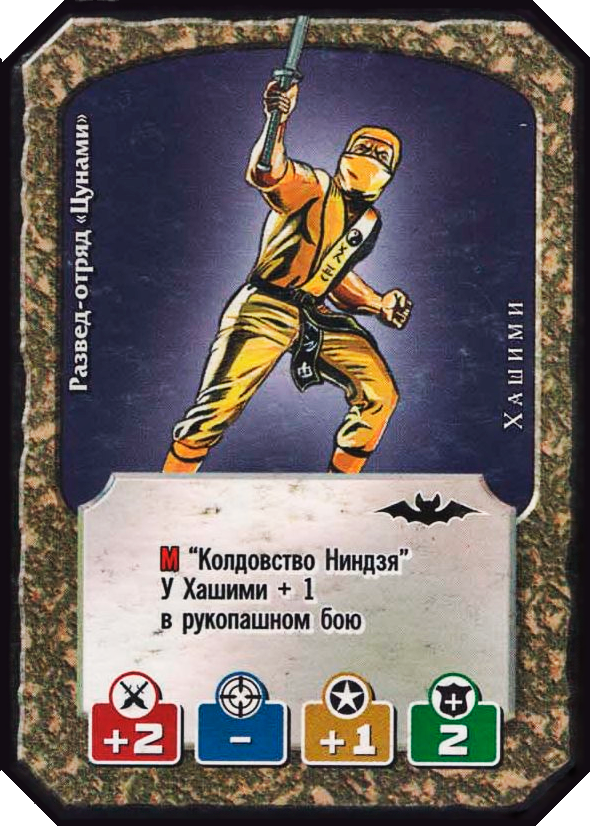 Развед-отряд «Цунами»
Хашими
М “Колдовство Ниндзя”
У Хашими + 1
в рукопашном бою
+2 - +1 2